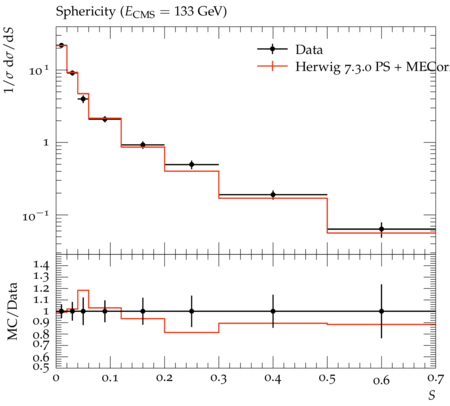 Sphericity (E_CMS = 133 GeV)
1/σ dσ/dS
Data
Herwig 7.3.0 PS + MECor
10^1
1
10^−1
MC/Data
1.4
1.3
1.2
1.1
1
0.9
0.8
0.7
0.6
0.5
0 0.1 0.2 0.3 0.4 0.5 0.6 0.7
S